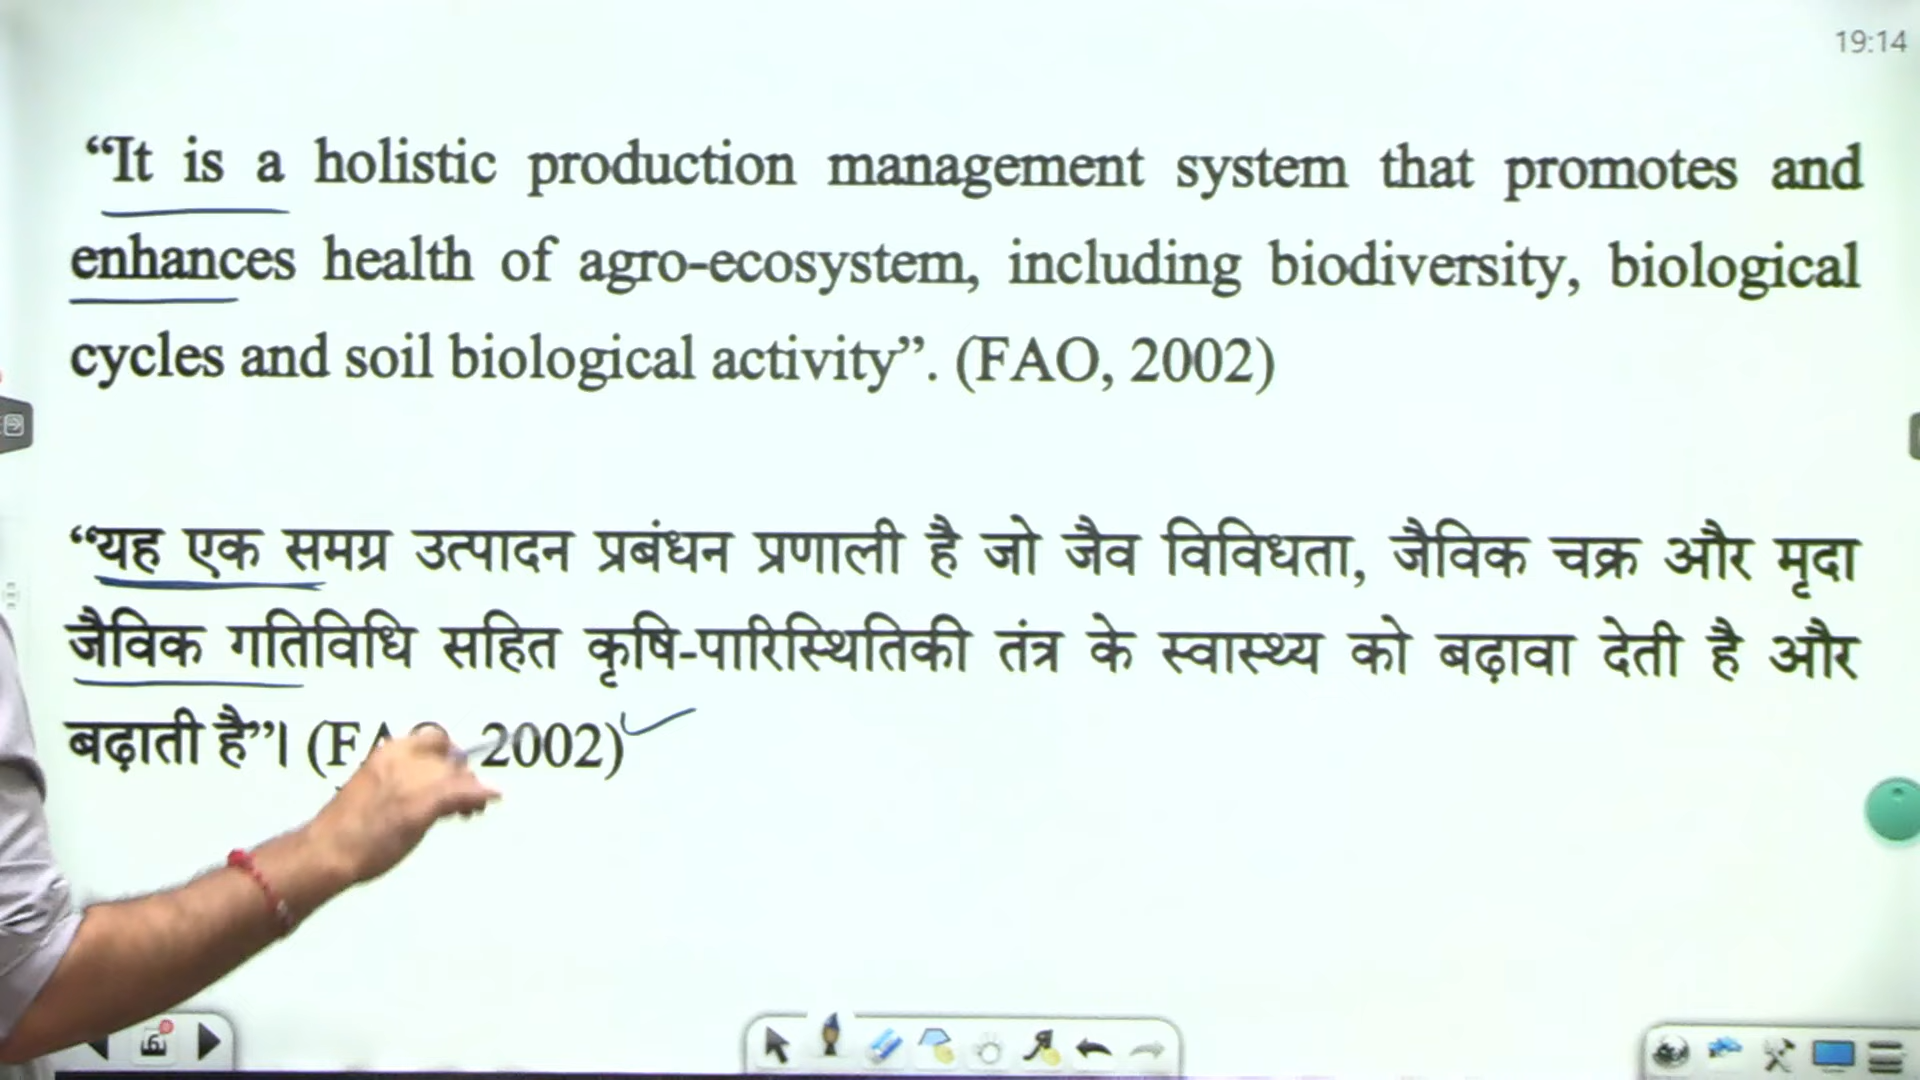 19:14
“It is a holistic production management system that promotes and
enhances health of agro-ecosystem, including biodiversity, biological
cycles and soil biological activity”. (FAO, 2002)
“यह एक समग्र उत्पादन प्रबंधन प्रणाली है जो जैव विविधता, जैविक चक्र और मृदा
जैविक गतिविधि सहित कृषि-पारिस्थितिकी तंत्र के स्वास्थ्य को बढ़ावा देती है और
बढ़ाती है”। (FAO, 2002)